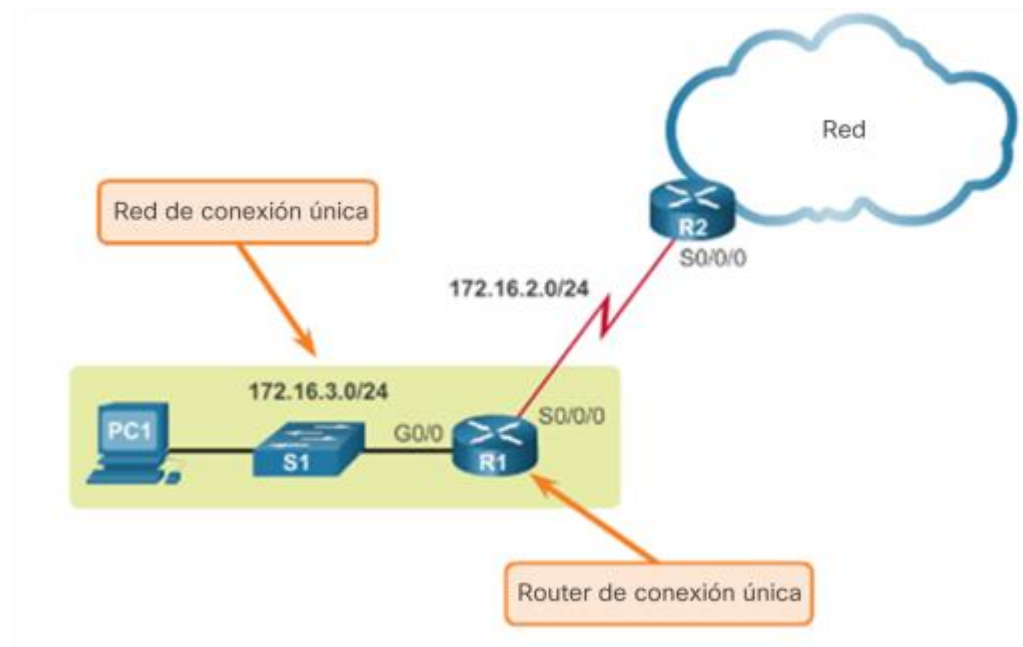 Red
Red de conexión única
R2
S0/0/0
172.16.2.0/24
172.16.3.0/24
PC1
S1
G0/0
S0/0/0
R1
Router de conexión única